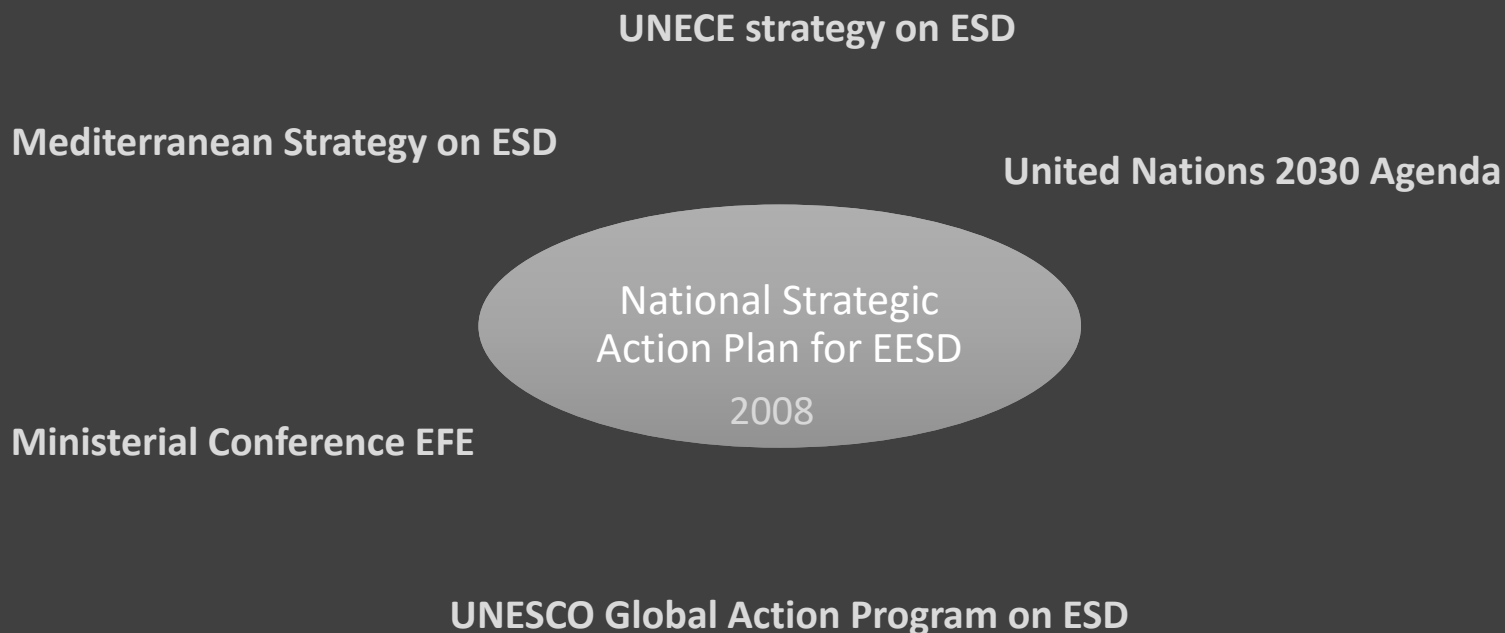 UNECE strategy on ESD
Mediterranean Strategy on ESD
United Nations 2030 Agenda
National Strategic
Action Plan for EESD
2008
Ministerial Conference EFE
UNESCO Global Action Program on ESD